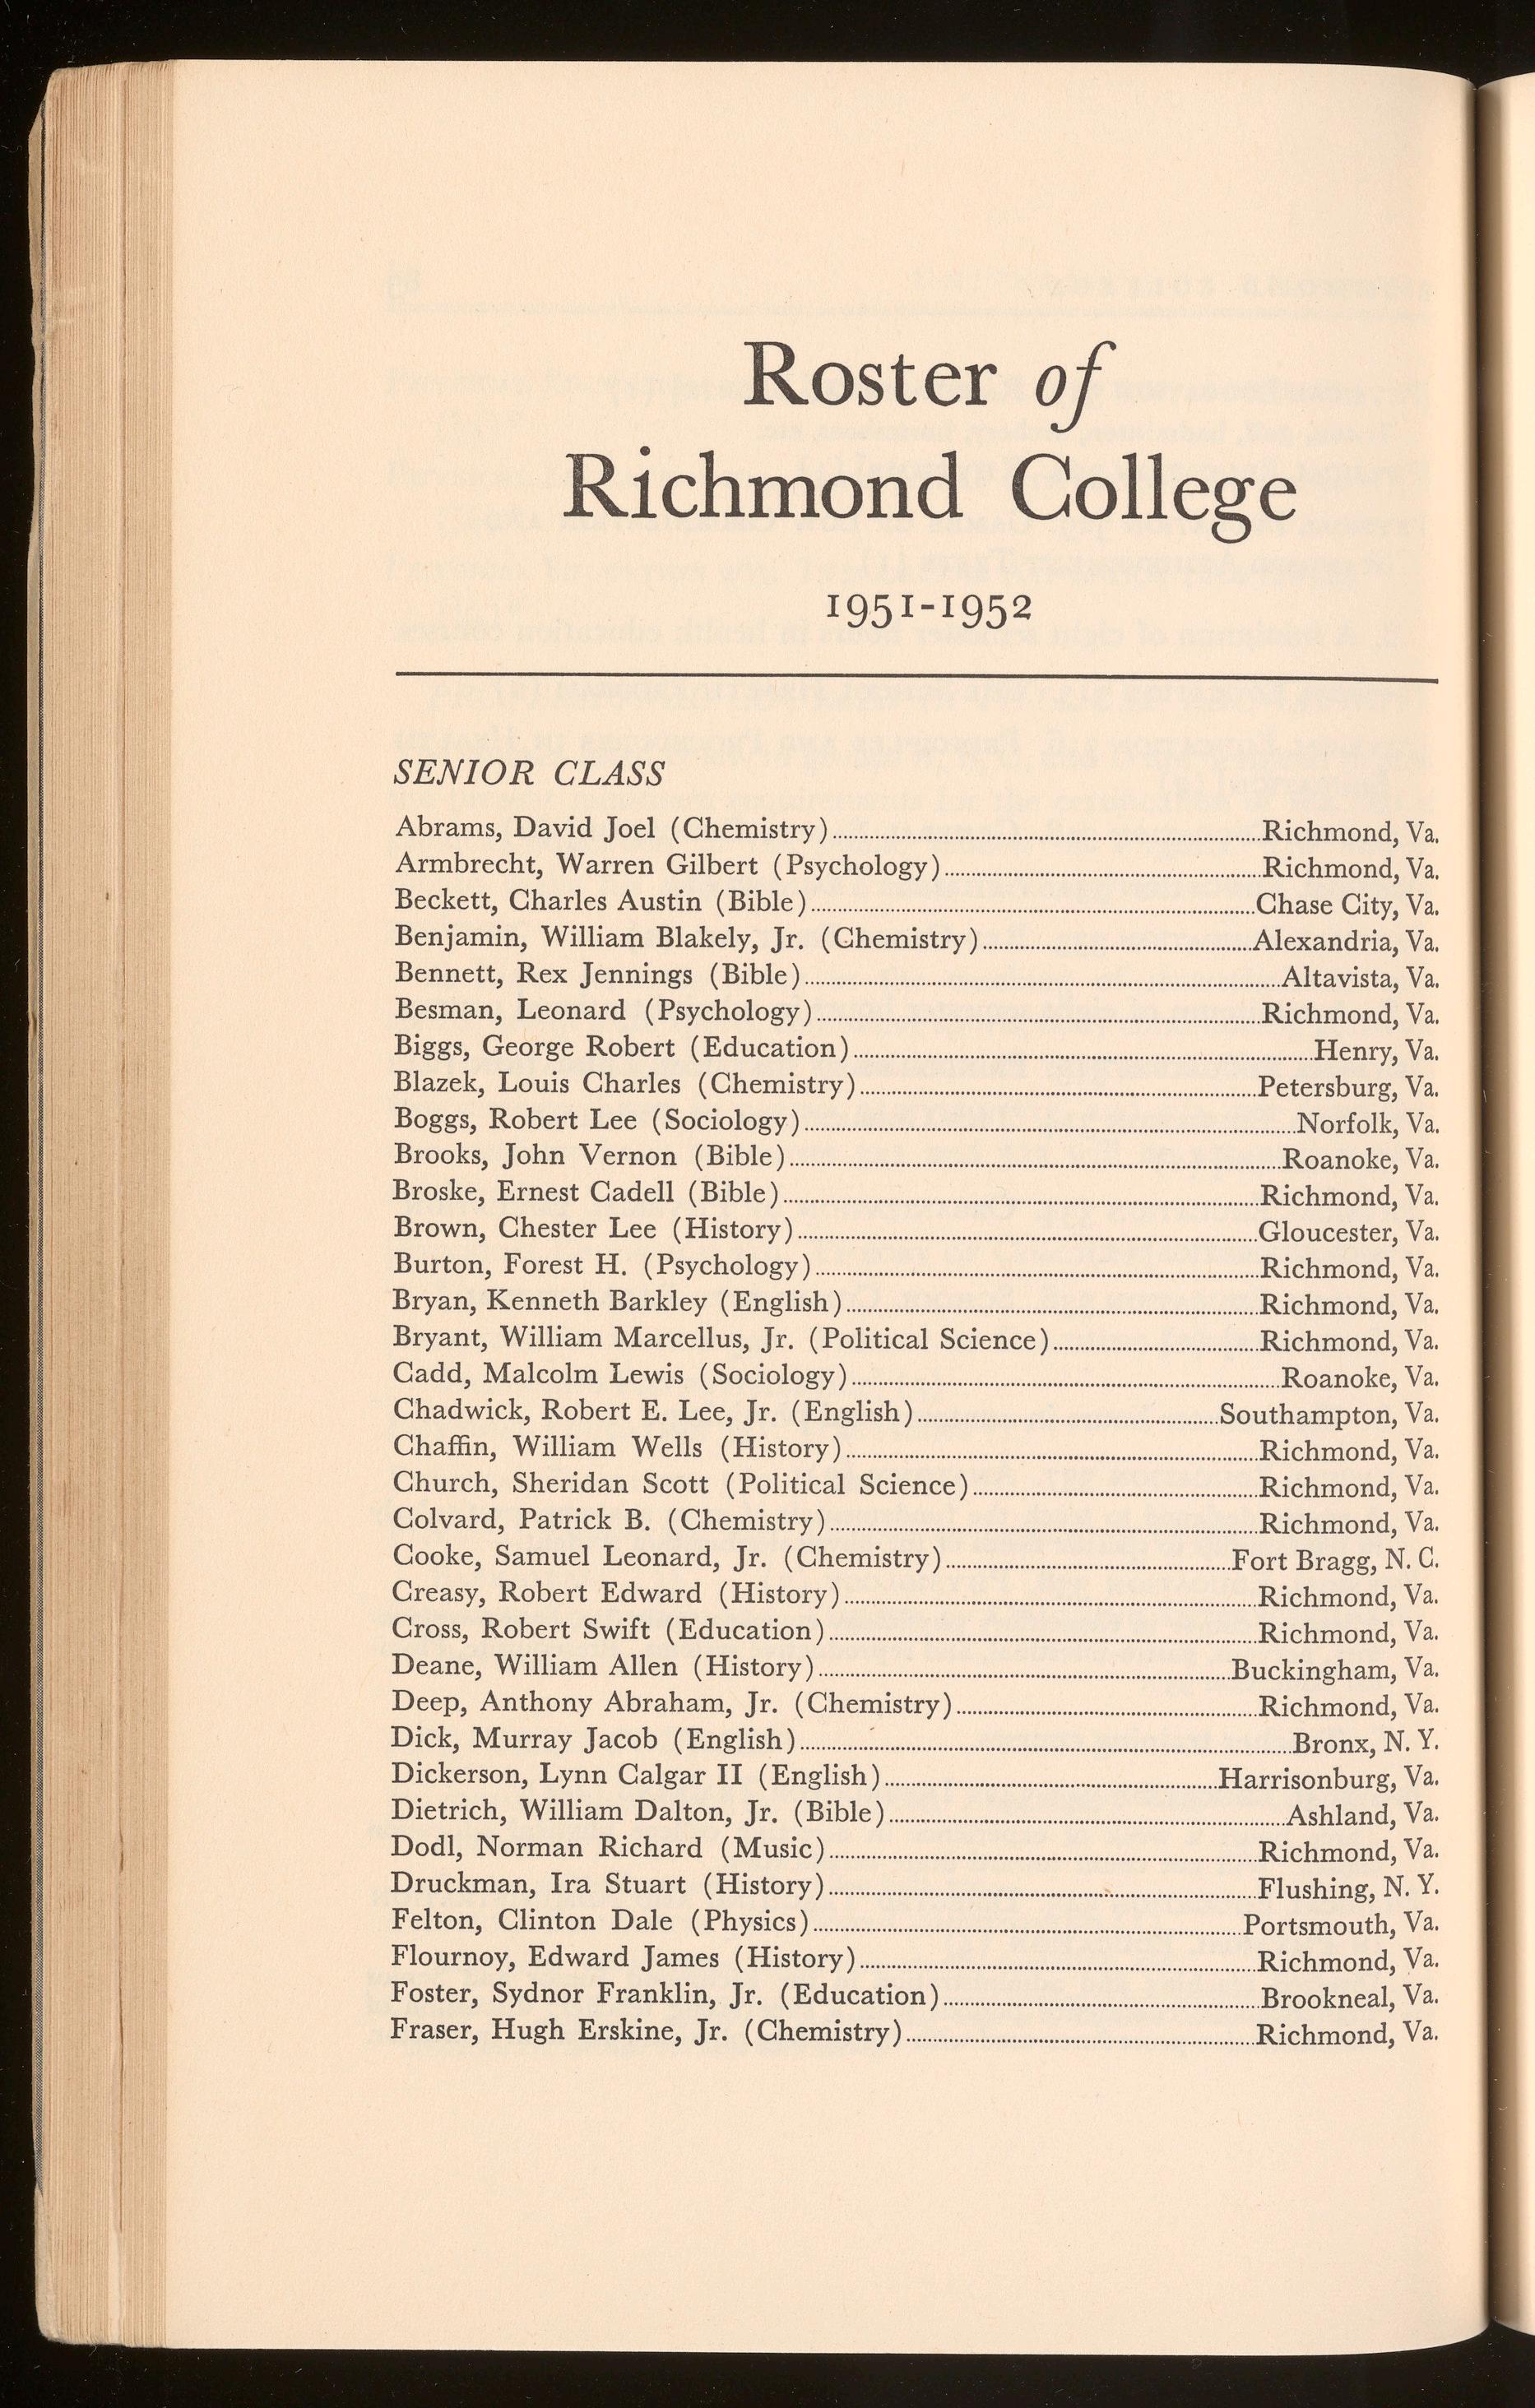 Roster of
Richmond College
1951-1952
SENIOR CLASS
Abrams, David Joel (Chemistry)........Richmond, Va.
Armbrecht, Warren Gilbert (Psychology)........Richmond, Va.
Beckett, Charles Austin (Bible)........Chase City, Va.
Benjamin, William Blakely, Jr. (Chemistry)........Alexandria, Va.
Bennett, Rex Jennings (Bible)........Altavista, Va.
Besman, Leonard (Psychology)........Richmond, Va.
Biggs, George Robert (Education)........Henry, Va.
Blazek, Louis Charles (Chemistry)........Petersburg, Va.
Boggs, Robert Lee (Sociology)........Norfolk, Va.
Brooks, John Vernon (Bible)........Roanoke, Va.
Broske, Ernest Cadell (Bible)........Richmond, Va.
Brown, Chester Lee (History)........Gloucester, Va.
Burton, Forest H. (Psychology)........Richmond, Va.
Bryan, Kenneth Barkley (English)........Richmond, Va.
Bryant, William Marcellus, Jr. (Political Science)........Richmond, Va.
Cadd, Malcolm Lewis (Sociology)........Roanoke, Va.
Chadwick, Robert E. Lee, Jr. (English)........Southampton, Va.
Chaffin, William Wells (History)........Richmond, Va.
Church, Sheridan Scott (Political Science)........Richmond, Va.
Colvard, Patrick B. (Chemistry)........Richmond, Va.
Cooke, Samuel Leonard, Jr. (Chemistry)........Fort Bragg, N. C.
Creasy, Robert Edward (History)........Richmond, Va.
Cross, Robert Swift (Education)........Richmond, Va.
Deane, William Allen (History)........Buckingham, Va.
Deep, Anthony Abraham, Jr. (Chemistry)........Richmond, Va.
Dick, Murray Jacob (English)........Bronx, N. Y.
Dickerson, Lynn Calgar II (English)........Harrisonburg, Va.
Dietrich, William Dalton, Jr. (Bible)........Ashland, Va.
Dodl, Norman Richard (Music)........Richmond, Va.
Druckman, Ira Stuart (History)........Flushing, N. Y.
Felton, Clinton Dale (Physics)........Portsmouth, Va.
Flournoy, Edward James (History)........Richmond, Va.
Foster, Sydnor Franklin, Jr. (Education)........Brookneal, Va.
Fraser, Hugh Erskine, Jr. (Chemistry)........Richmond, Va.